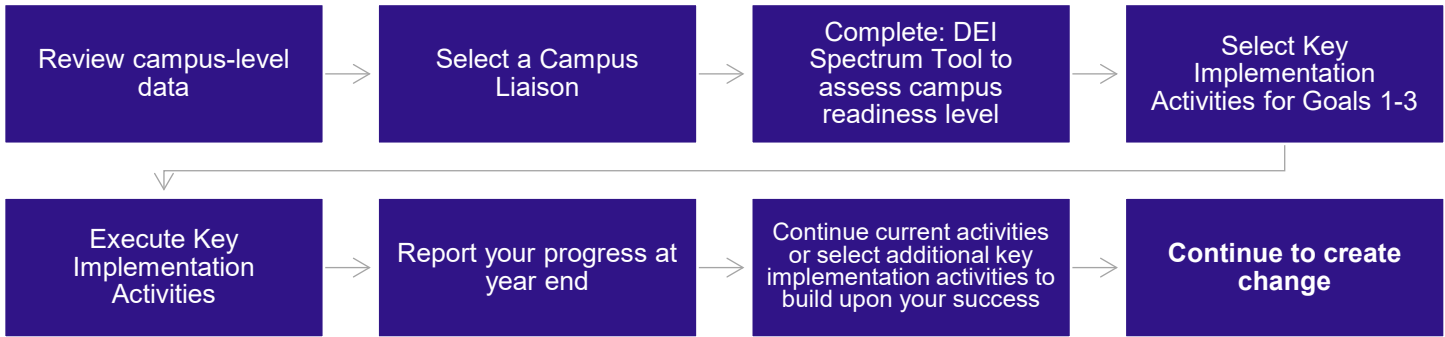 Review campus-level
data
Select a Campus
Liaison
Complete: DEI
Spectrum Tool to
assess campus
readiness level
Select Key
Implementation
Activities for Goals 1-3
Execute Key
Implementation
Activities
Report your progress at
year end
Continue current activities
or select additional key
implementation activities to
build upon your success
Continue to create
change